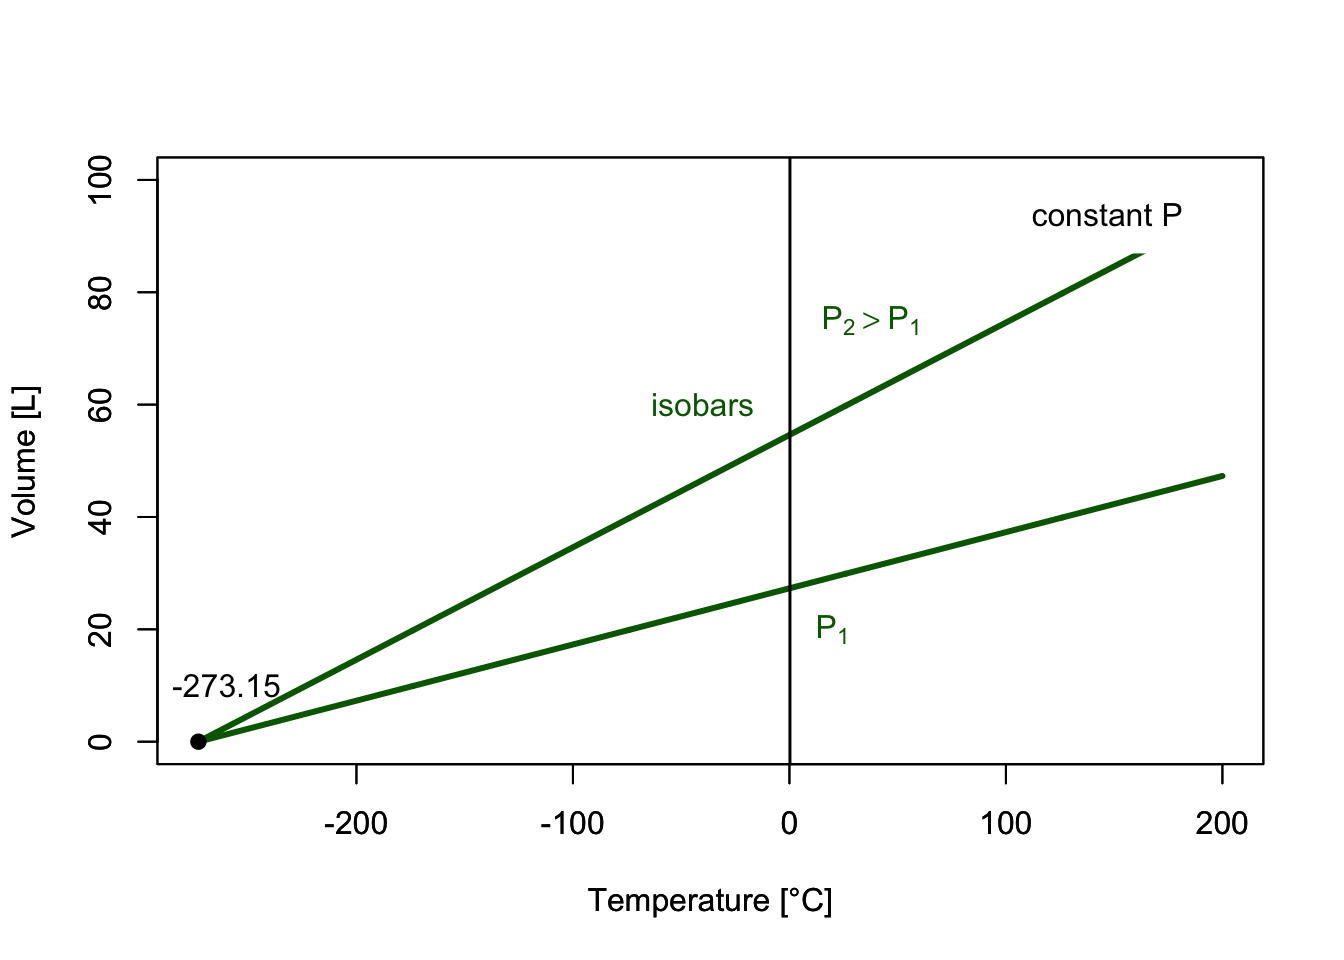 100
80
60
40
20
0
Volume [L]
constant P
P₂ > P₁
isobars
P₁
-273.15
-200
-100
0
100
200
Temperature [°C]